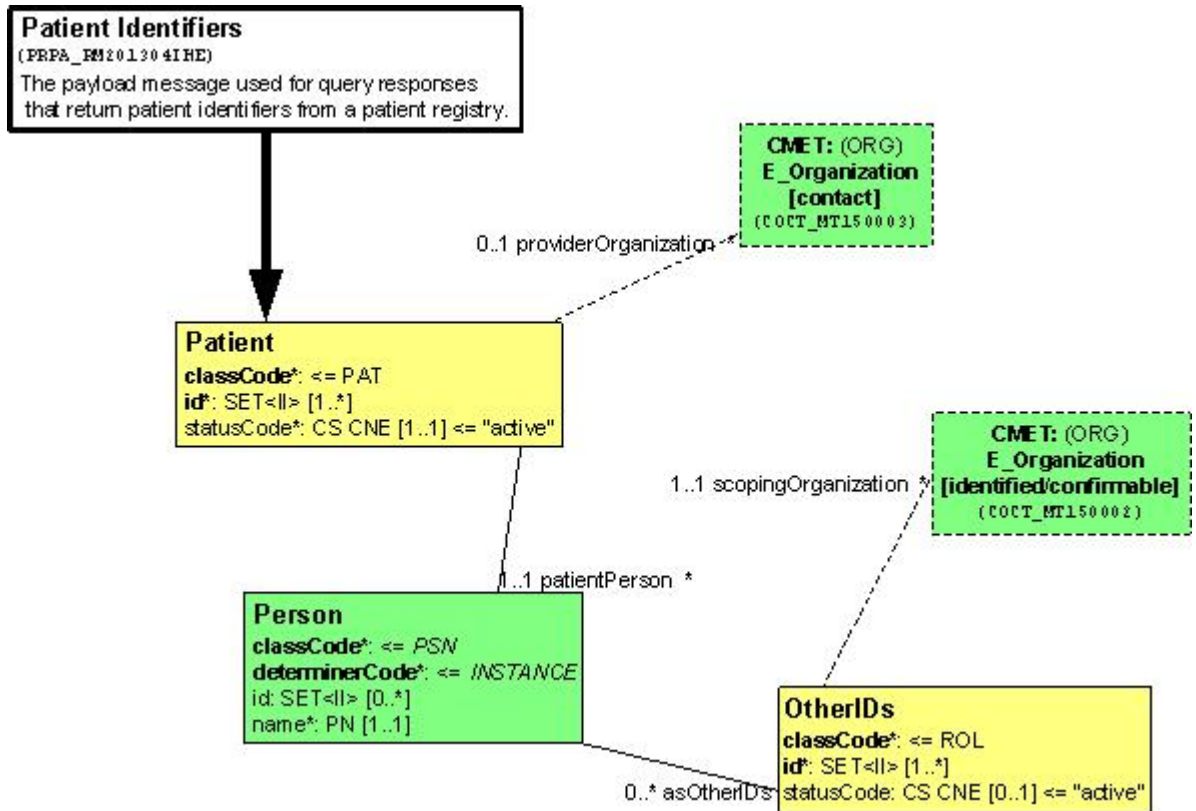 Patient Identifiers
(PRPA_RM201304IHE)
The payload message used for query responses
that return patient identifiers from a patient registry.
CMET: (ORG)
E_Organization
[contact]
(COCT_MT150003)
0..1 providerOrganization *
Patient
classCode*: <= PAT
id*: SET<II> [1..*]
statusCode*: CS CNE [1..1] <= "active"
CMET: (ORG)
E_Organization
[identified/confirmable]
(COCT_MT150002)
1..1 scopingOrganization *
1..1 patientPerson *
Person
classCode*: <= PSN
determinerCode*: <= INSTANCE
id: SET<II> [0..*]
name*: PN [1..1]
OtherIDs
classCode*: <= ROL
id*: SET<II> [1..*]
statusCode: CS CNE [0..1] <= "active"
0..* asOtherIDs